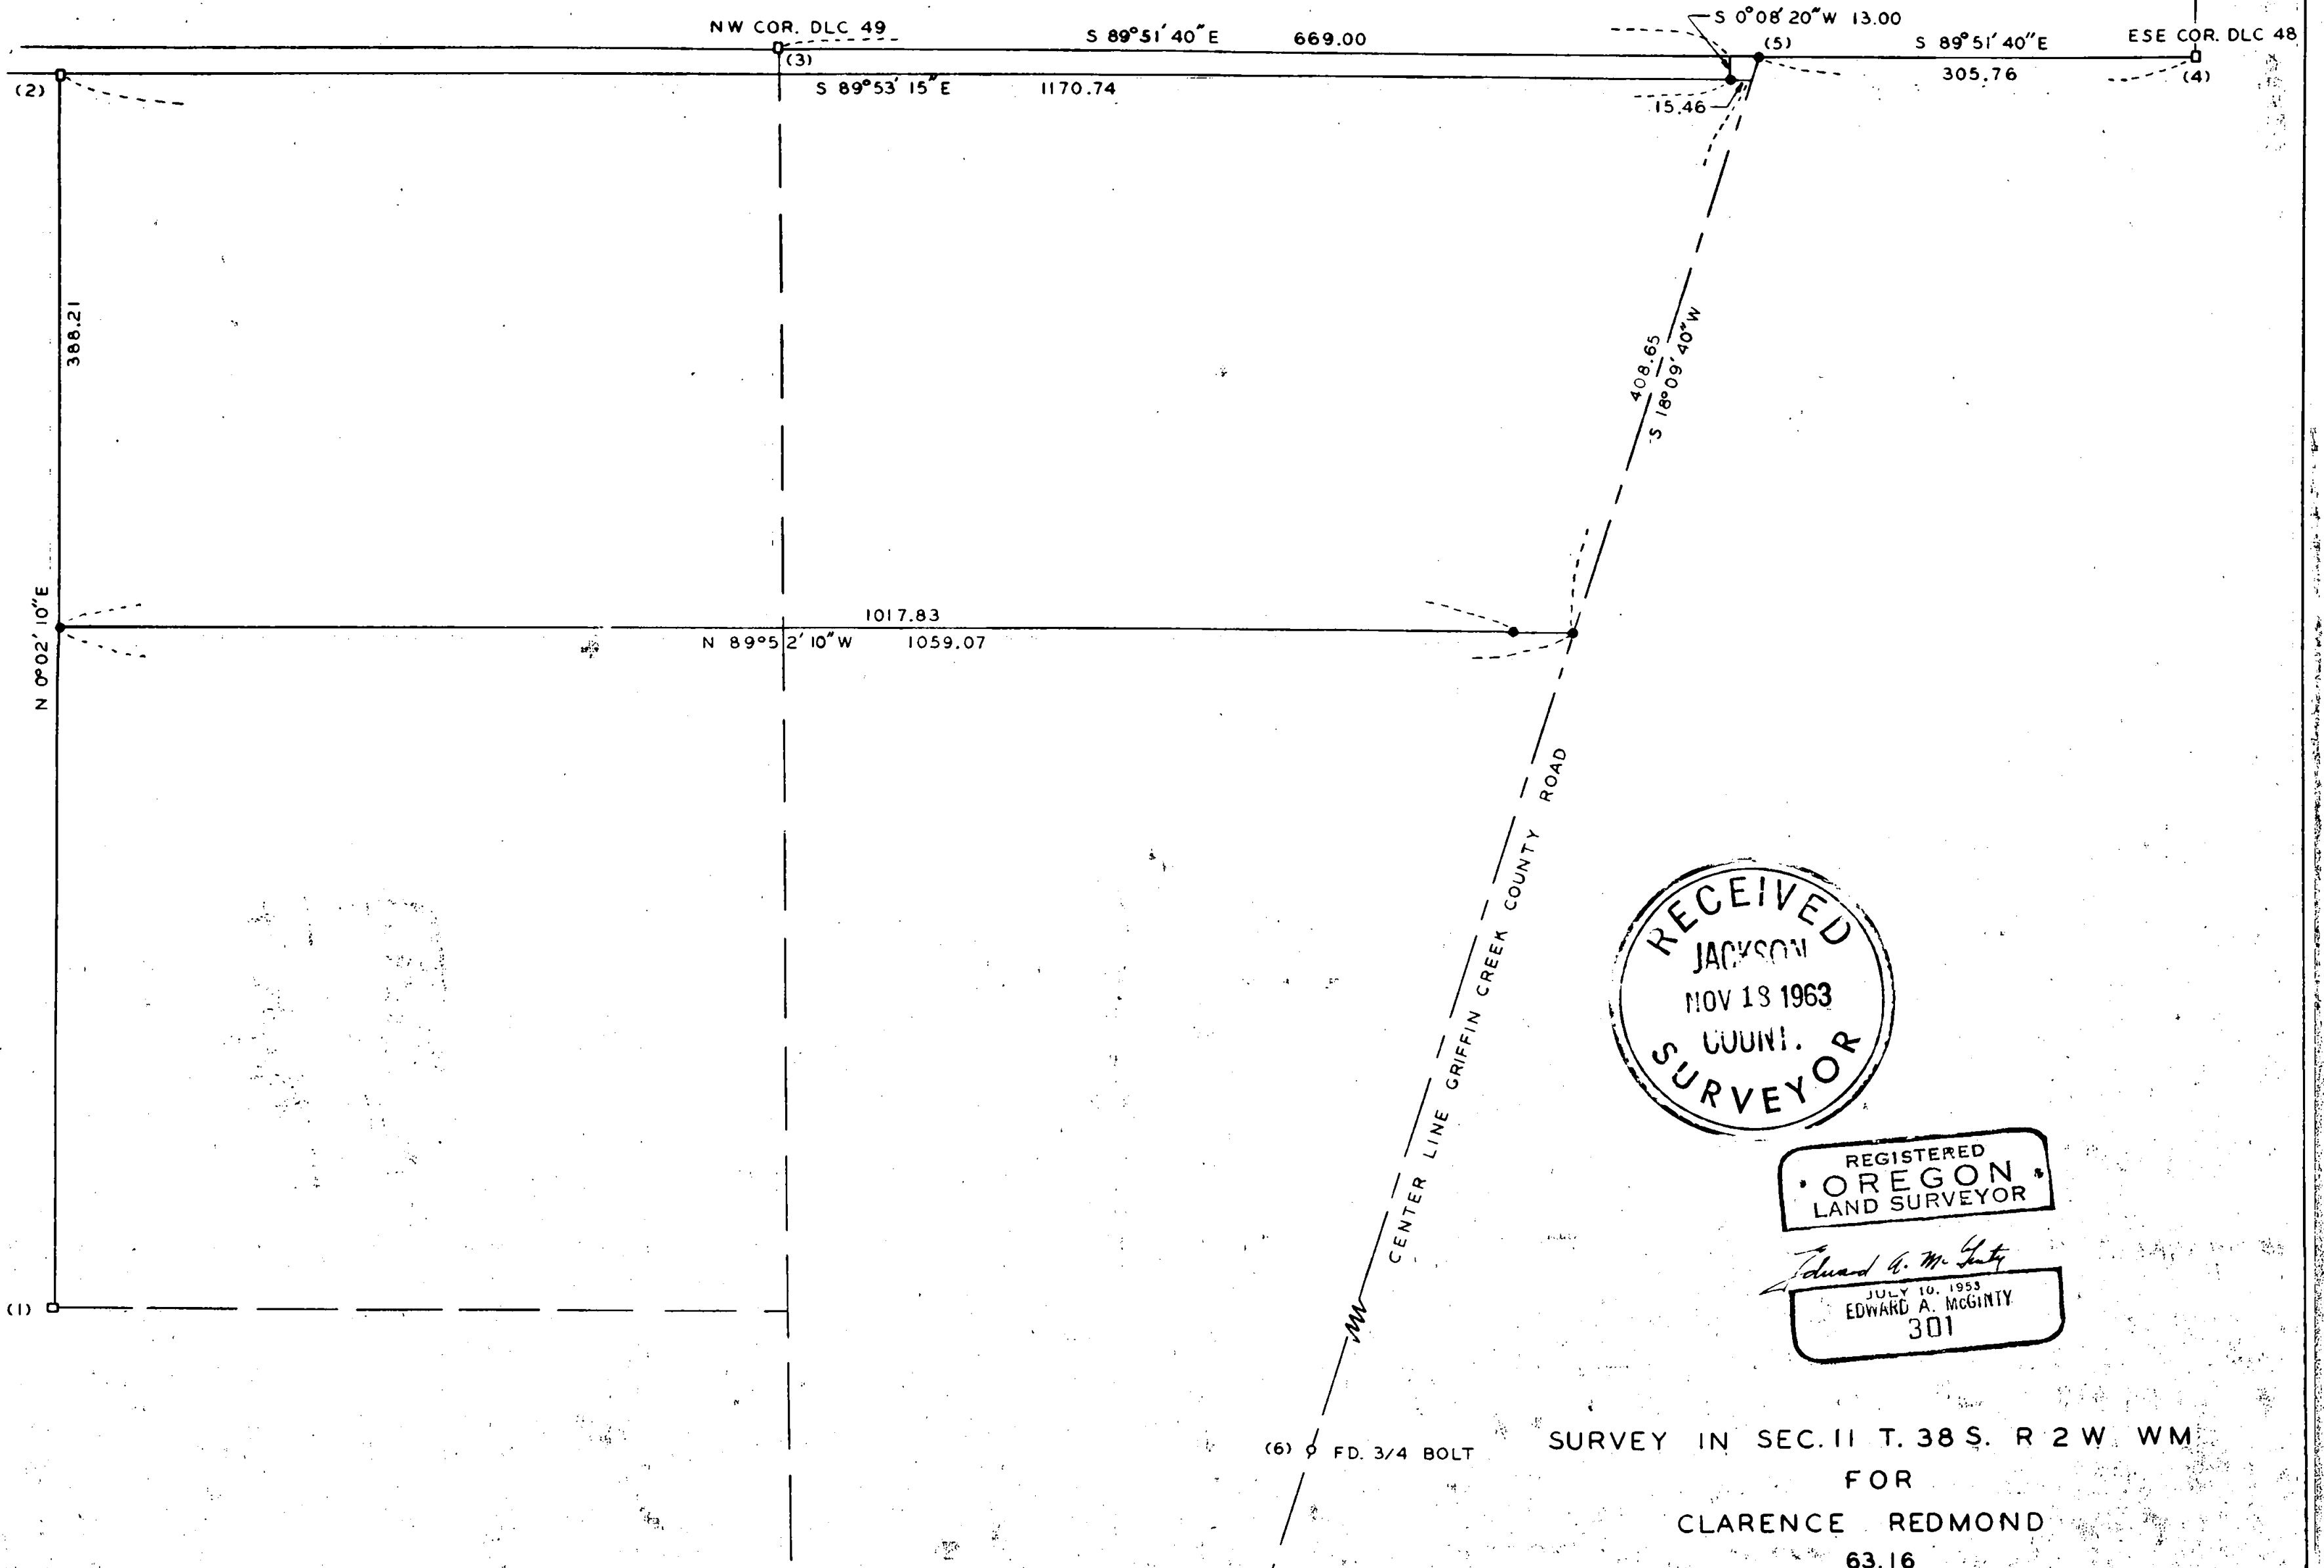 NW COR. DLC 49
S 89°51'40"E 669.00
S 0°08'20"W 13.00
(5)
S 89°51'40"E
305.76
ESE COR. DLC 48
(4)
(2)
(3)
S 89°53'15"E 1170.74
15.46
388.21
408.65
S 18°09'40"W
N 0°02'10"E
1017.83
N 89°52'10"W 1059.07
CENTER LINE GRIFFIN CREEK COUNTY ROAD
RECEIVED
JACKSON
NOV 1963
SURVEYOR
REGISTERED
OREGON
LAND SURVEYOR
Edward A. McGinty
JULY 10, 1953
EDWARD A. McGINTY
301
(1)
(6) FD. 3/4 BOLT
SURVEY IN SEC. 11 T. 38 S. R 2 W WM
FOR
CLARENCE REDMOND
63.16